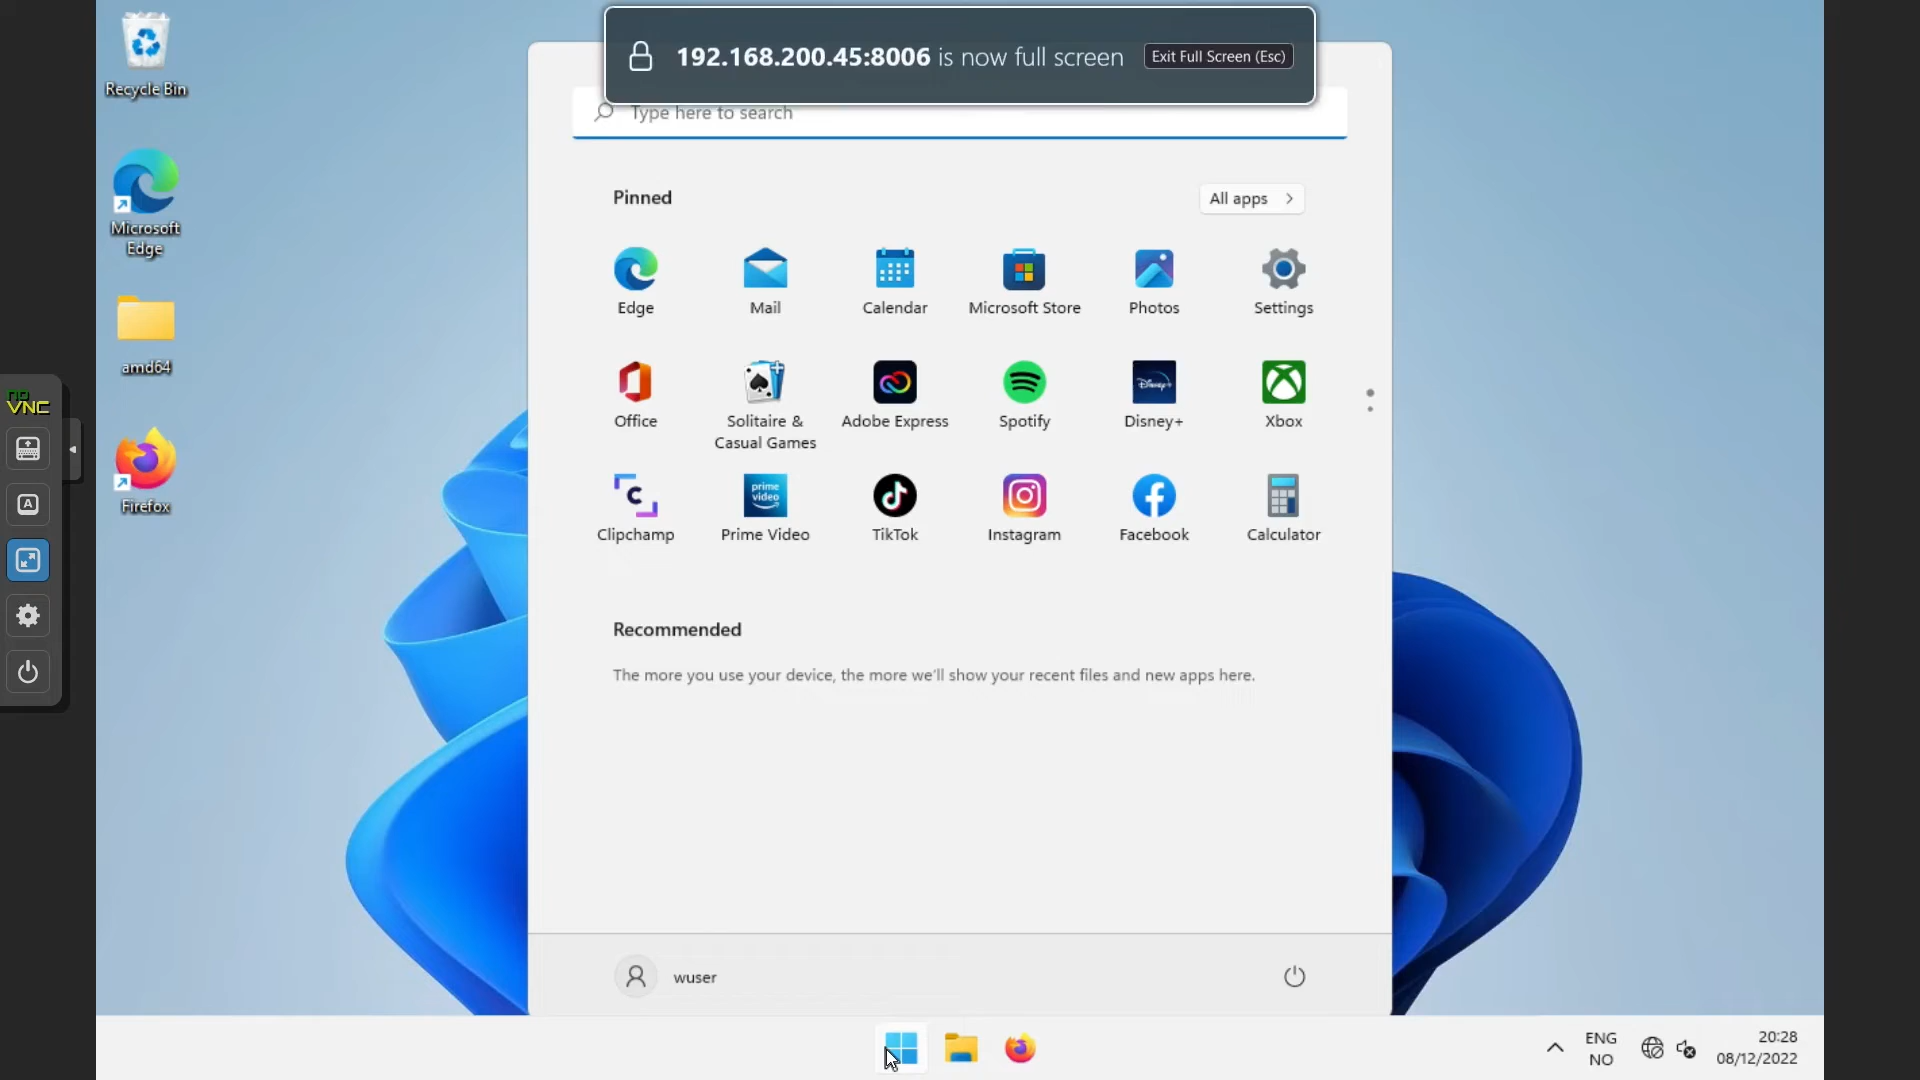 192.168.200.45:8006 is now full screen Exit Full Screen (Esc)
Type here to search
Recycle Bin
Microsoft
Edge
amd64
Firefox
no
VNC
A
Pinned
All apps
Edge
Mail
Calendar
Microsoft Store
Photos
Settings
Office
Solitaire &
Casual Games
Adobe Express
Spotify
Disney+
Disney+
Xbox
C
Clipchamp
prime
video
Prime Video
TikTok
Instagram
Facebook
Calculator
Recommended
The more you use your device, the more we'll show your recent files and new apps here.
wuser
ENG
NO
20:28
08/12/2022